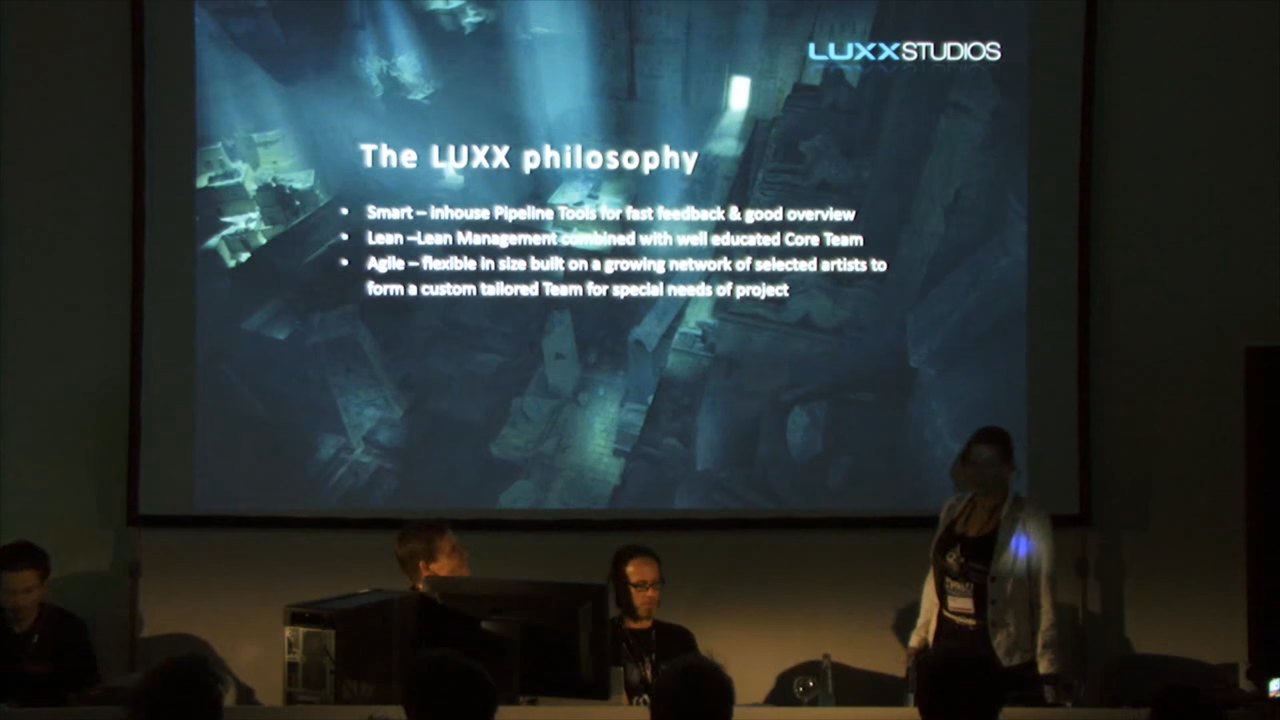 LUXXSTUDIOS
The LUXX philosophy
• Smart – Inhouse Pipeline Tools for fast feedback & good overview
• Lean –Lean Management combined with well educated Core Team
• Agile – flexible in size built on a growing network of selected artists to
form a custom tailored Team for special needs of project